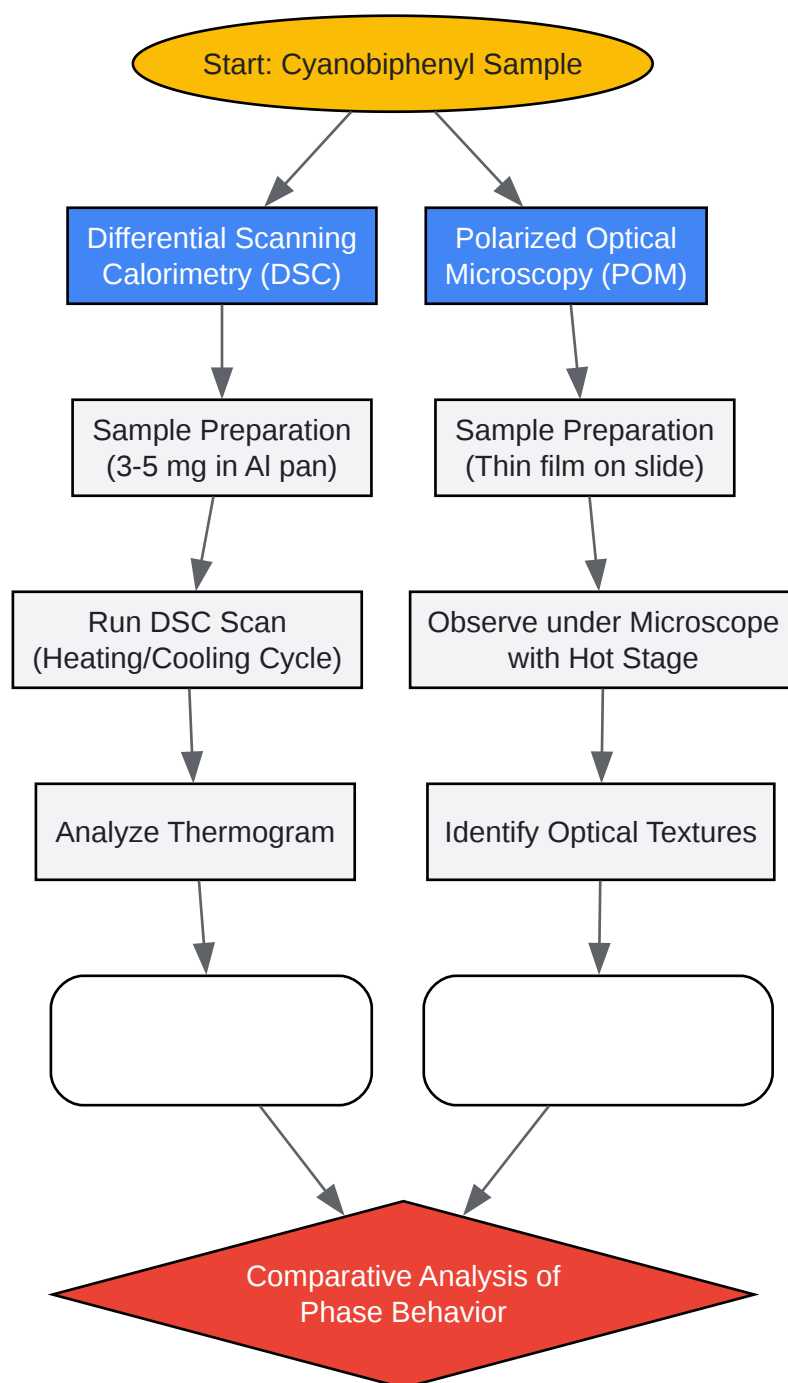 Start: Cyanobiphenyl Sample
Differential Scanning
Calorimetry (DSC)
Polarized Optical
Microscopy (POM)
Sample Preparation
(3-5 mg in Al pan)
Sample Preparation
(Thin film on slide)
Run DSC Scan
(Heating/Cooling Cycle)
Observe under Microscope
with Hot Stage
Analyze Thermogram
Identify Optical Textures
Comparative Analysis of
Phase Behavior